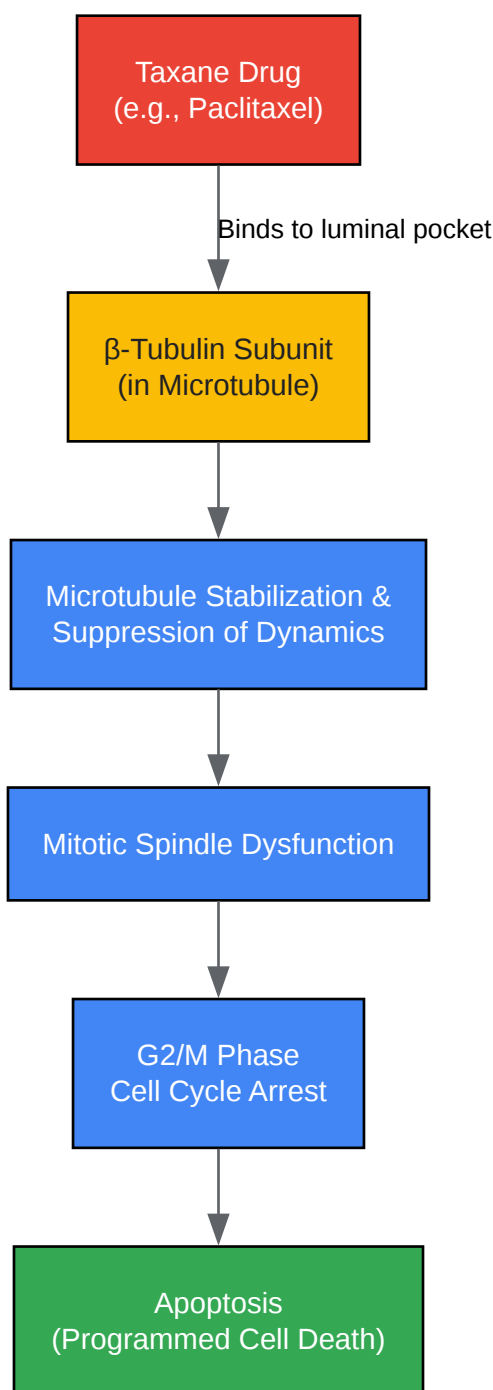 Taxane Drug
(e.g., Paclitaxel)
Binds to luminal pocket
β-Tubulin Subunit
(in Microtubule)
Microtubule Stabilization &
Suppression of Dynamics
Mitotic Spindle Dysfunction
G2/M Phase
Cell Cycle Arrest
Apoptosis
(Programmed Cell Death)